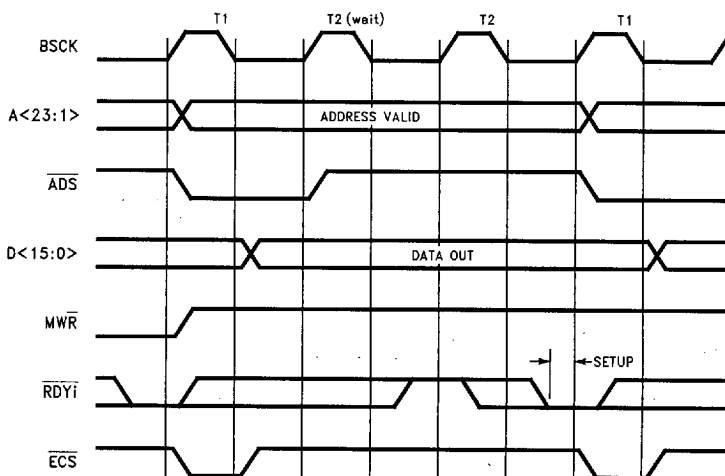 T1 T2 (wait) T2 T1
BSCK
A<23:1> ADDRESS VALID
ADS
D<15:0> DATA OUT
MWR
SETUP
RDYi
ECS